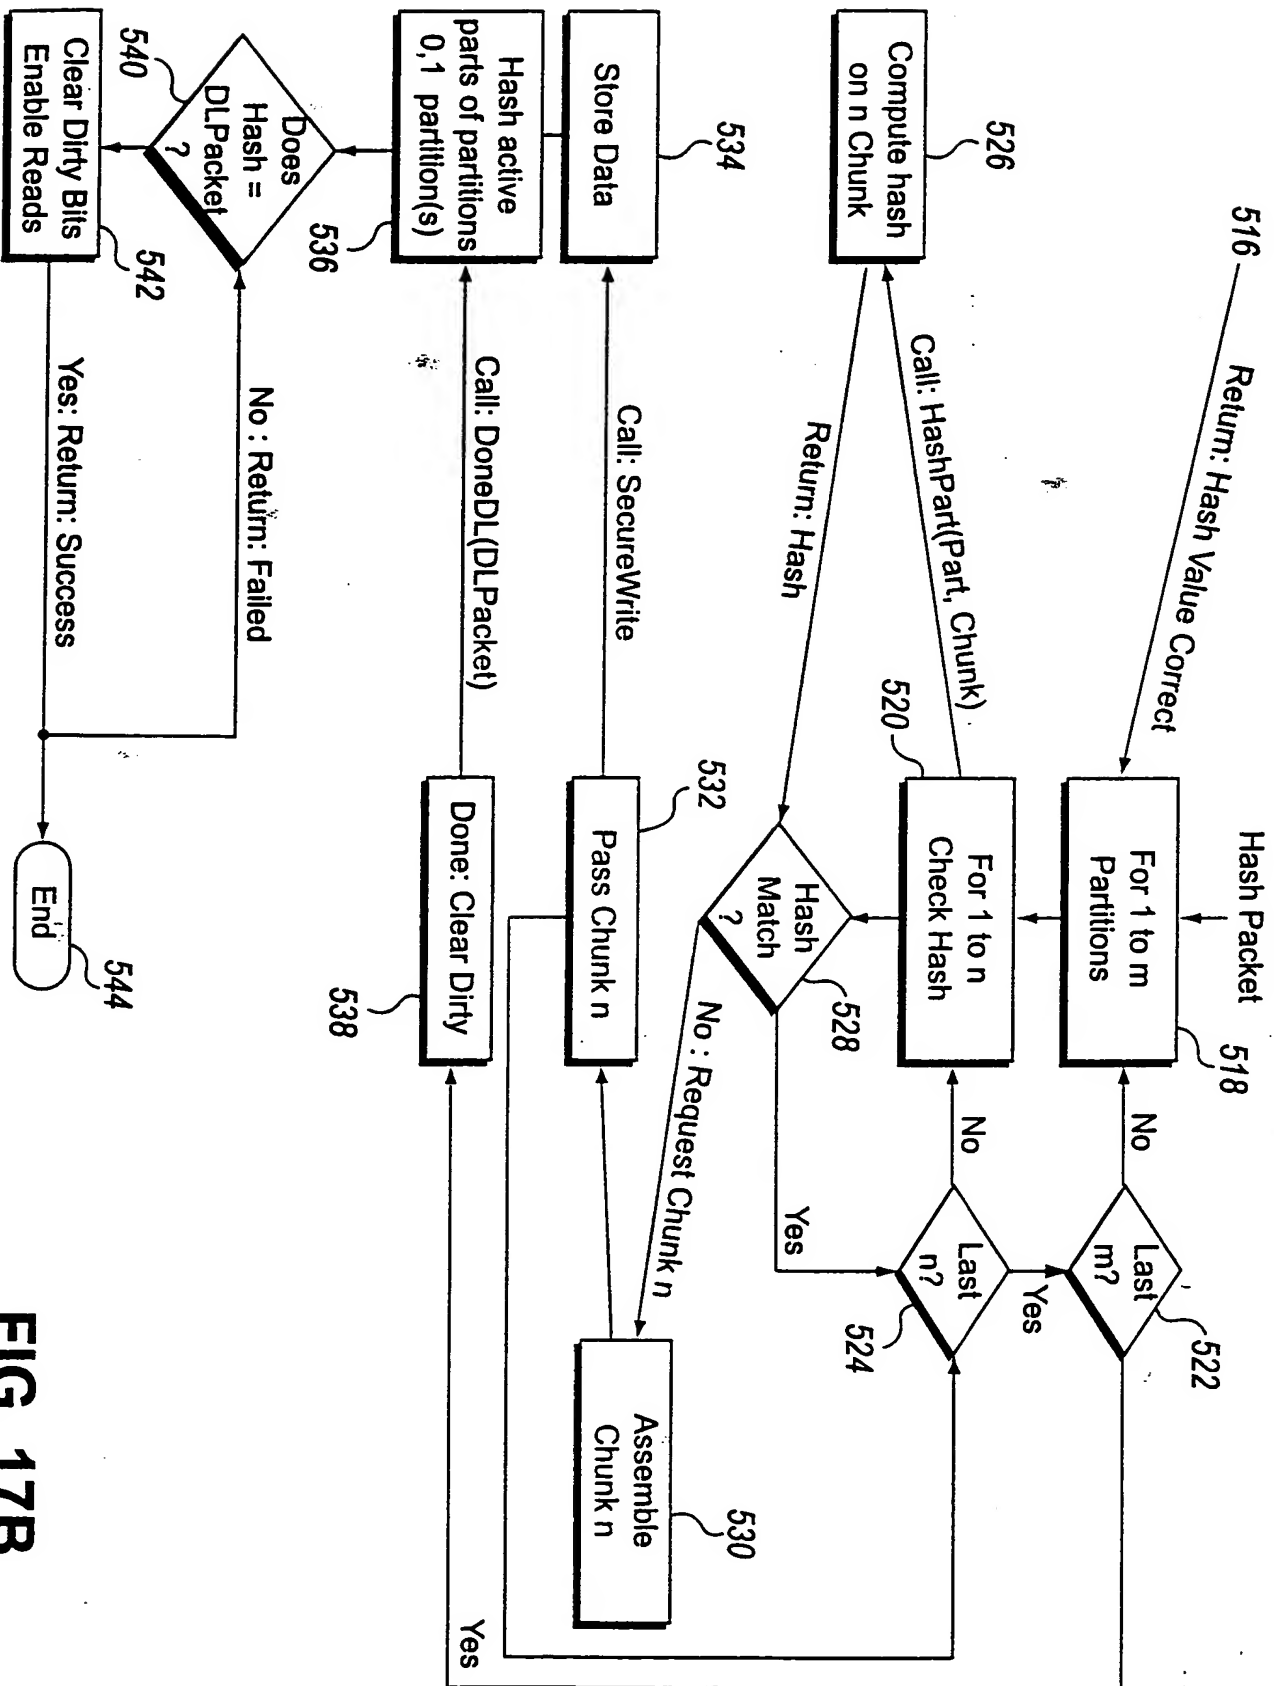 516
Return: Hash Value Correct
Hash Packet
For 1 to m
Partitions
518
No
Last
m?
522
Yes
526
Compute hash
on n Chunk
Call: HashPart(Part, Chunk)
520
For 1 to n
Check Hash
No
Last
n?
524
Return: Hash
Hash
Match
?
528
Yes
No : Request Chunk n
534
Store Data
Call: SecureWrite
532
Pass Chunk n
Assemble
Chunk n
530
Hash active
parts of partitions
0,1 partition(s)
536
Call: DoneDL(DLPacket)
Done: Clear Dirty
538
Yes
540
Does
Hash =
DLPacket
?
No : Return: Failed
Clear Dirty Bits
Enable Reads
542
Yes: Return: Success
End
544
FIG 17B